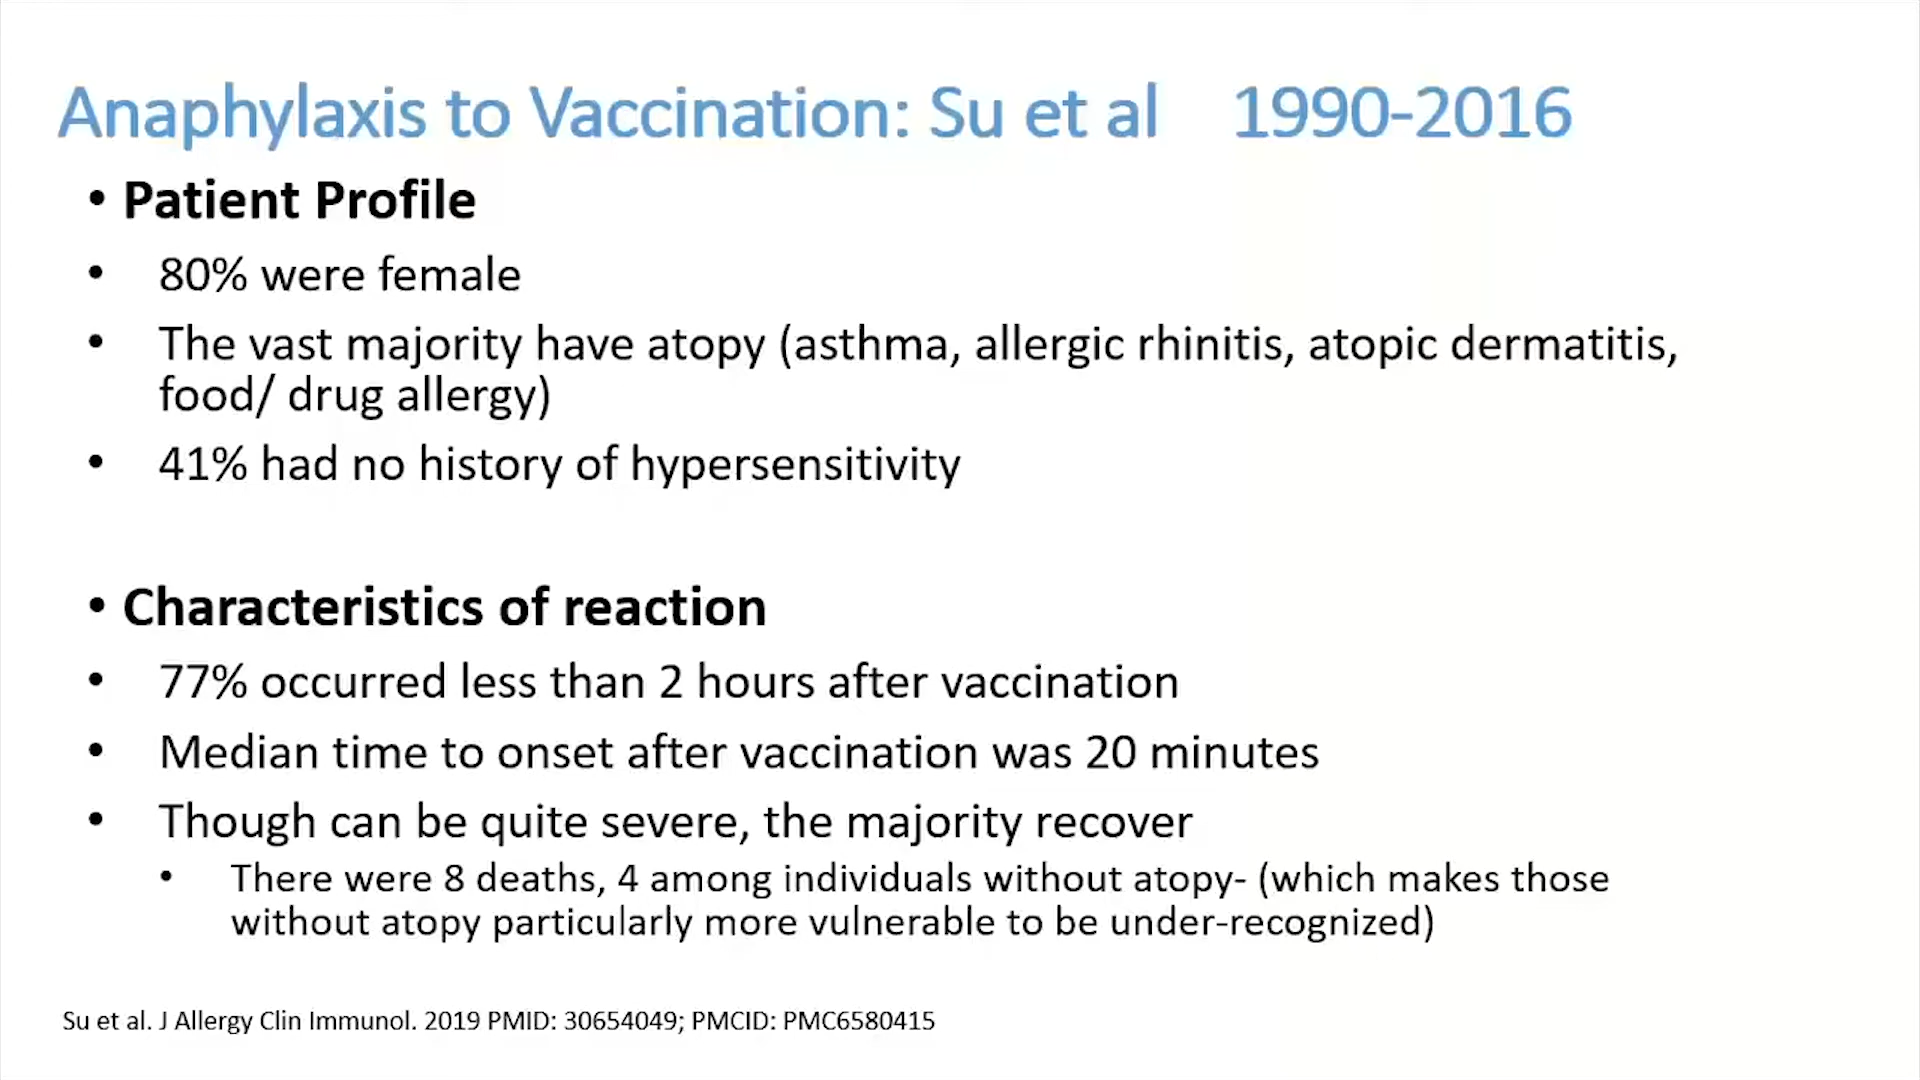 Anaphylaxis to Vaccination: Su et al 1990-2016
• Patient Profile
• 80% were female
• The vast majority have atopy (asthma, allergic rhinitis, atopic dermatitis,
food/ drug allergy)
• 41% had no history of hypersensitivity
• Characteristics of reaction
• 77% occurred less than 2 hours after vaccination
• Median time to onset after vaccination was 20 minutes
• Though can be quite severe, the majority recover
• There were 8 deaths, 4 among individuals without atopy- (which makes those
without atopy particularly more vulnerable to be under-recognized)
Su et al. J Allergy Clin Immunol. 2019 PMID: 30654049; PMCID: PMC6580415